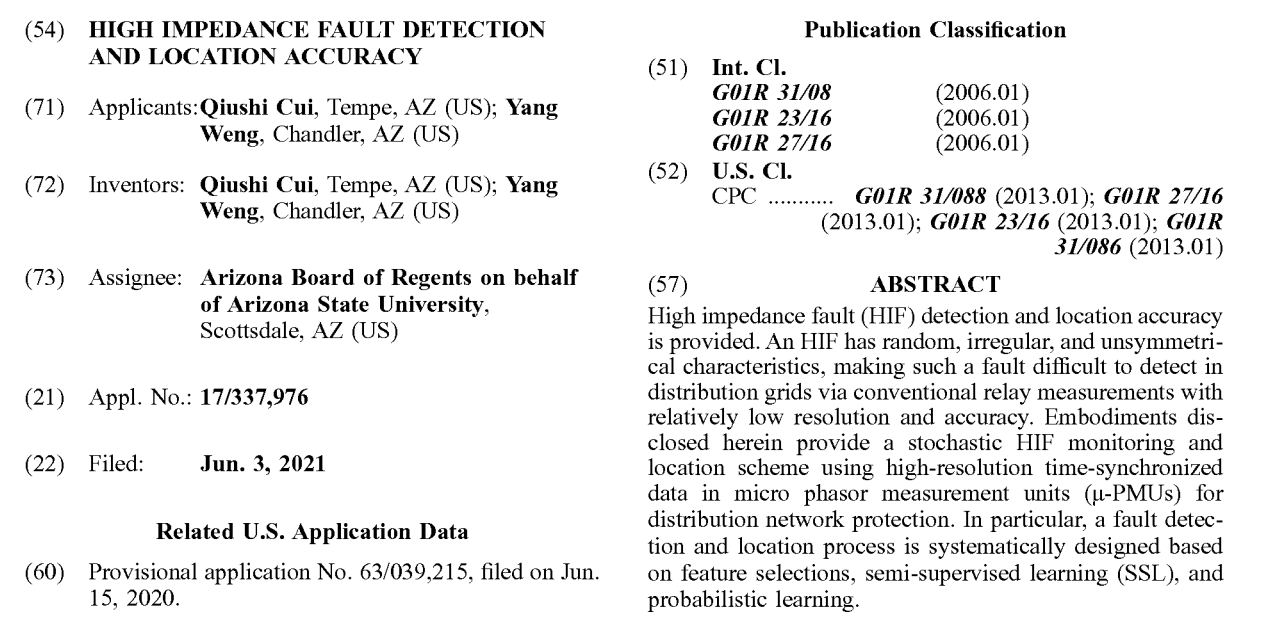 (54) HIGH IMPEDANCE FAULT DETECTION
AND LOCATION ACCURACY
(71) Applicants: Qiushi Cui, Tempe, AZ (US); Yang
Weng, Chandler, AZ (US)
(72) Inventors: Qiushi Cui, Tempe, AZ (US); Yang
Weng, Chandler, AZ (US)
(73) Assignee: Arizona Board of Regents on behalf
of Arizona State University,
Scottsdale, AZ (US)
(21) Appl. No.: 17/337,976
(22) Filed: Jun. 3, 2021
Related U.S. Application Data
(60) Provisional application No. 63/039,215, filed on Jun.
15, 2020.
Publication Classification
(51) Int. Cl.
G01R 31/08 (2006.01)
G01R 23/16 (2006.01)
G01R 27/16 (2006.01)
(52) U.S. Cl.
CPC ........... G01R 31/088 (2013.01); G01R 27/16
(2013.01); G01R 23/16 (2013.01); G01R
31/086 (2013.01)
(57) ABSTRACT
High impedance fault (HIF) detection and location accuracy
is provided. An HIF has random, irregular, and unsymmetri-
cal characteristics, making such a fault difficult to detect in
distribution grids via conventional relay measurements with
relatively low resolution and accuracy. Embodiments dis-
closed herein provide a stochastic HIF monitoring and
location scheme using high-resolution time-synchronized
data in micro phasor measurement units (μ-PMUs) for
distribution network protection. In particular, a fault detec-
tion and location process is systematically designed based
on feature selections, semi-supervised learning (SSL), and
probabilistic learning.